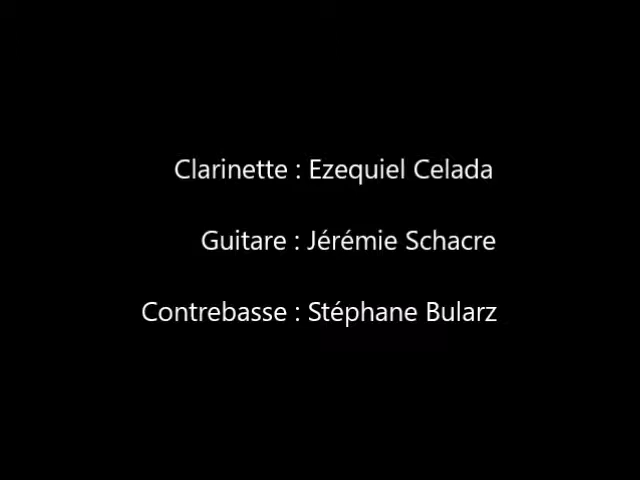 Clarinette : Ezequiel Celada
Guitare : Jérémie Schacre
Contrebasse : Stéphane Bularz